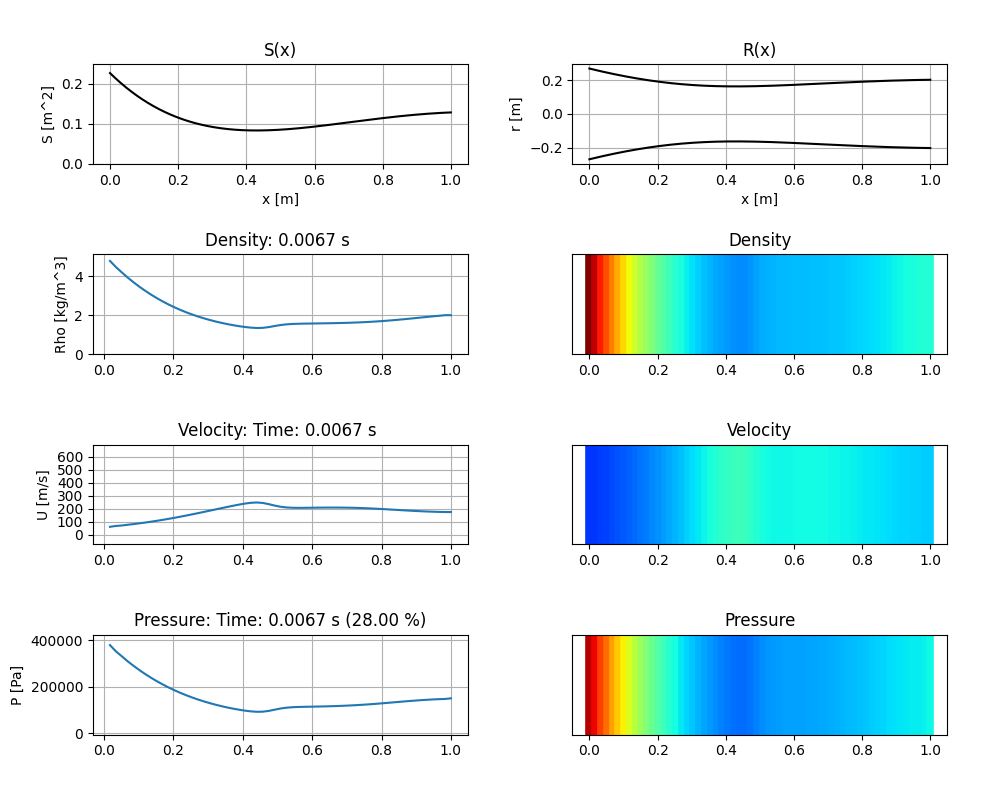 S(x)
R(x)
S [m^2]
0.2
0.1
0.0
0.0 0.2 0.4 0.6 0.8 1.0
x [m]
r [m]
0.2
0.0
−0.2
0.0 0.2 0.4 0.6 0.8 1.0
x [m]
Density: 0.0067 s
Density
Rho [kg/m^3]
4
2
0
0.0 0.2 0.4 0.6 0.8 1.0
0.0 0.2 0.4 0.6 0.8 1.0
Velocity: Time: 0.0067 s
Velocity
U [m/s]
600
500
400
300
200
100
0
0.0 0.2 0.4 0.6 0.8 1.0
0.0 0.2 0.4 0.6 0.8 1.0
Pressure: Time: 0.0067 s (28.00 %)
Pressure
P [Pa]
400000
200000
0
0.0 0.2 0.4 0.6 0.8 1.0
0.0 0.2 0.4 0.6 0.8 1.0